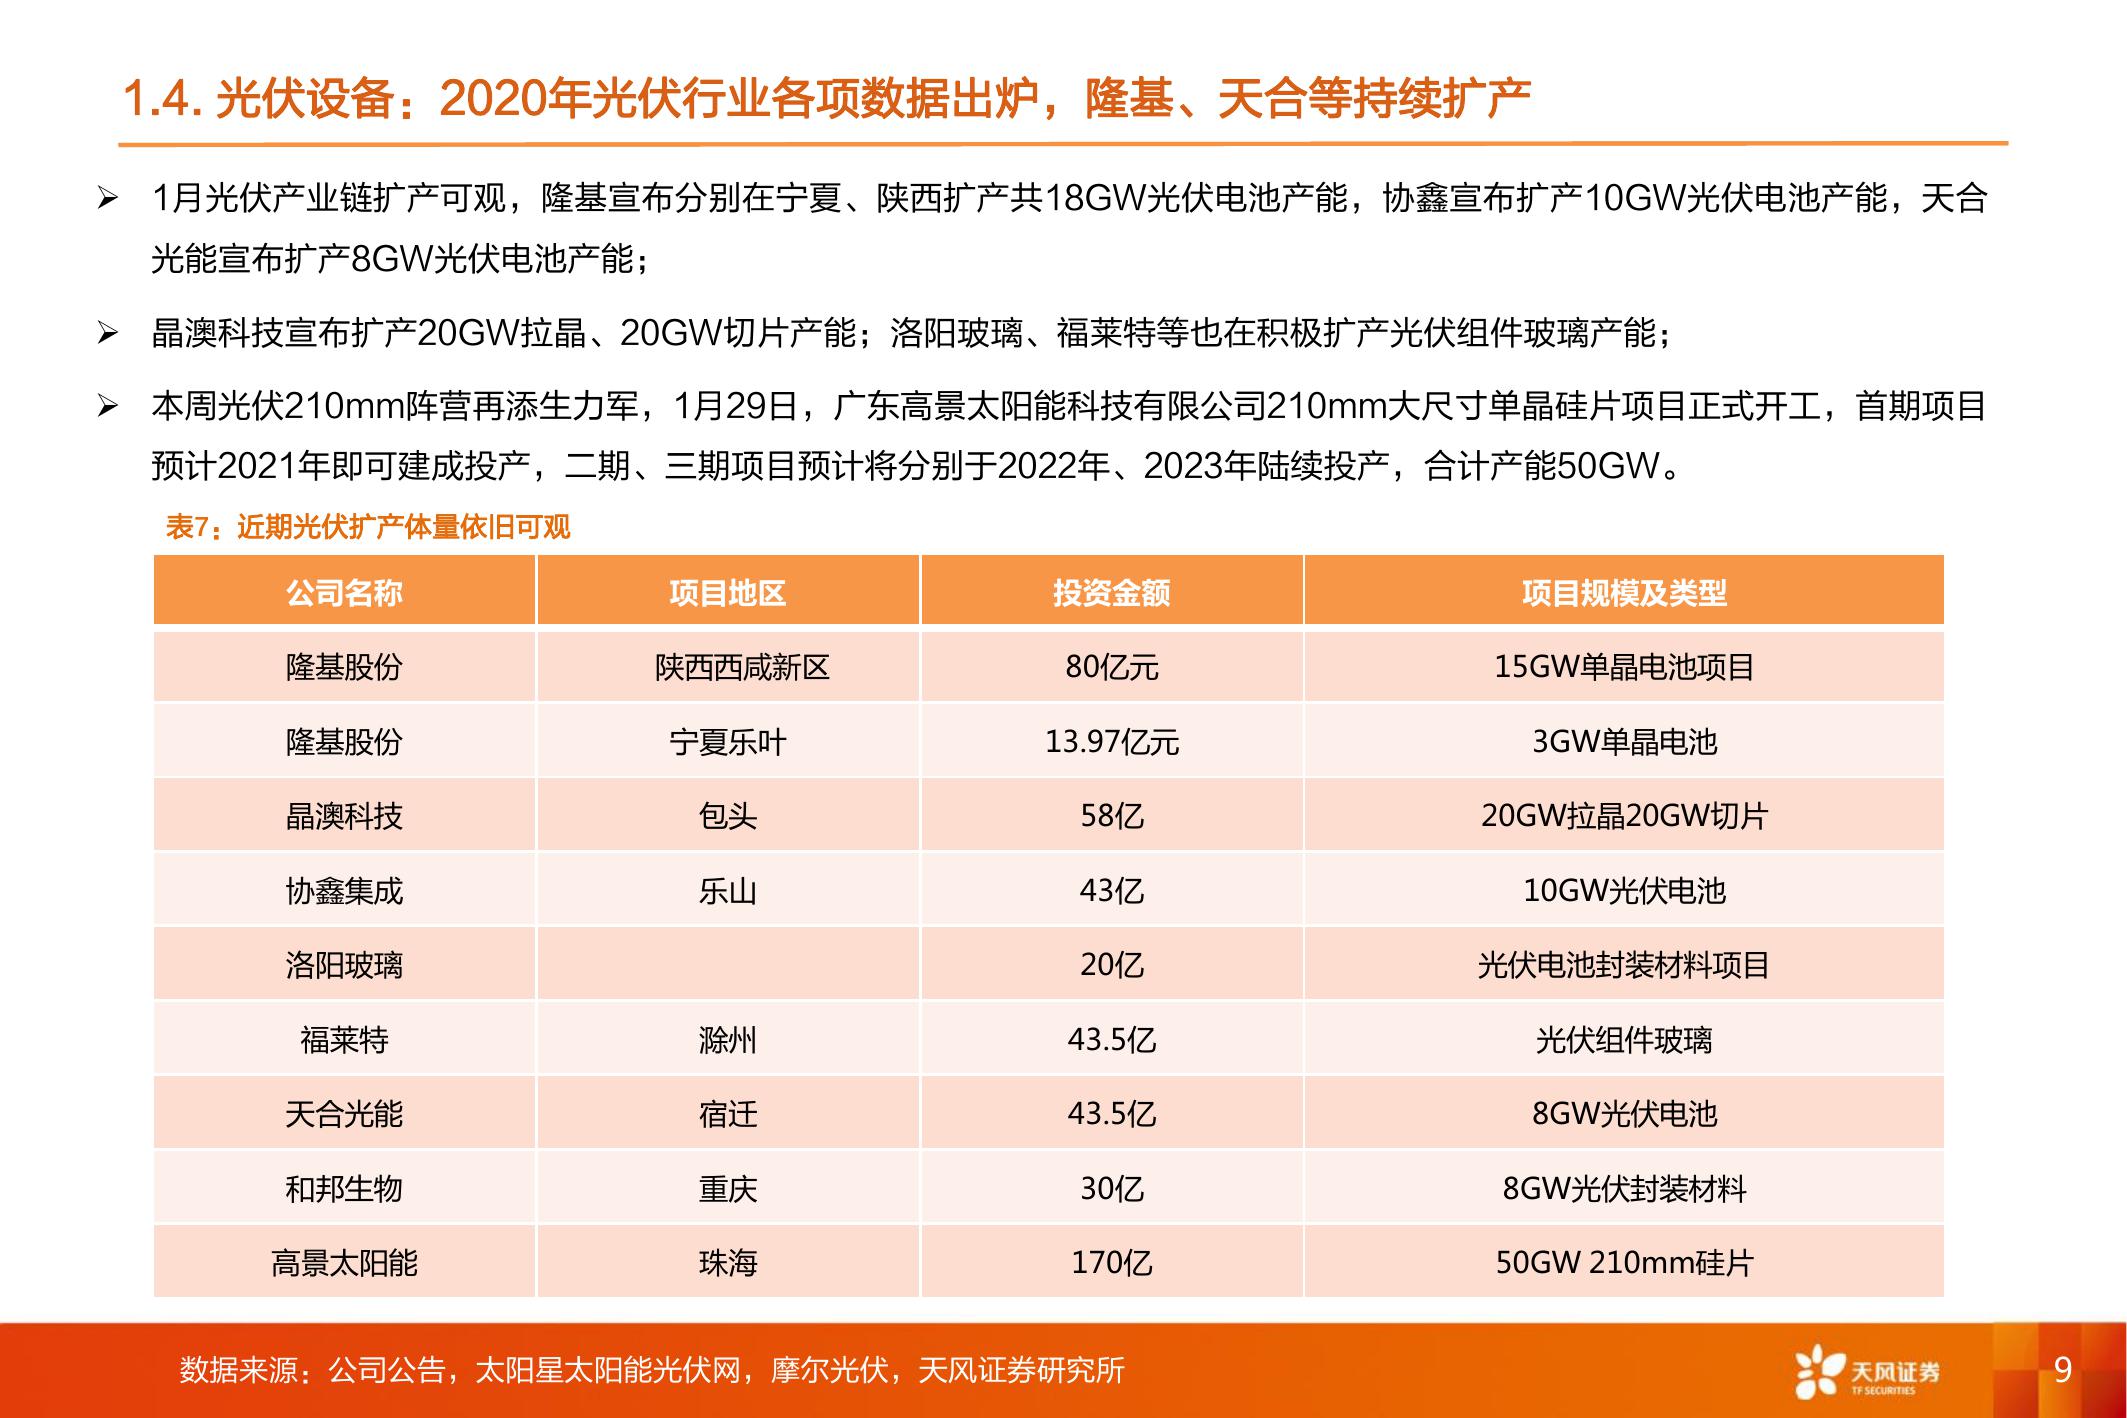 1.4. 光伏设备：2020年光伏行业各项数据出炉，隆基、天合等持续扩产
➢ 1月光伏产业链扩产可观，隆基宣布分别在宁夏、陕西扩产共18GW光伏电池产能，协鑫宣布扩产10GW光伏电池产能，天合
光能宣布扩产8GW光伏电池产能；
➢ 晶澳科技宣布扩产20GW拉晶、20GW切片产能；洛阳玻璃、福莱特等也在积极扩产光伏组件玻璃产能；
➢ 本周光伏210mm阵营再添生力军，1月29日，广东高景太阳能科技有限公司210mm大尺寸单晶硅片项目正式开工，首期项目
预计2021年即可建成投产，二期、三期项目预计将分别于2022年、2023年陆续投产，合计产能50GW。
表7：近期光伏扩产体量依旧可观
公司名称 项目地区 投资金额 项目规模及类型
隆基股份 陕西西咸新区 80亿元 15GW单晶电池项目
隆基股份 宁夏乐叶 13.97亿元 3GW单晶电池
晶澳科技 包头 58亿 20GW拉晶20GW切片
协鑫集成 乐山 43亿 10GW光伏电池
洛阳玻璃 20亿 光伏电池封装材料项目
福莱特 滁州 43.5亿 光伏组件玻璃
天合光能 宿迁 43.5亿 8GW光伏电池
和邦生物 重庆 30亿 8GW光伏封装材料
高景太阳能 珠海 170亿 50GW 210mm硅片
数据来源：公司公告，太阳星太阳能光伏网，摩尔光伏，天风证券研究所
天风证券
TF SECURITIES
9